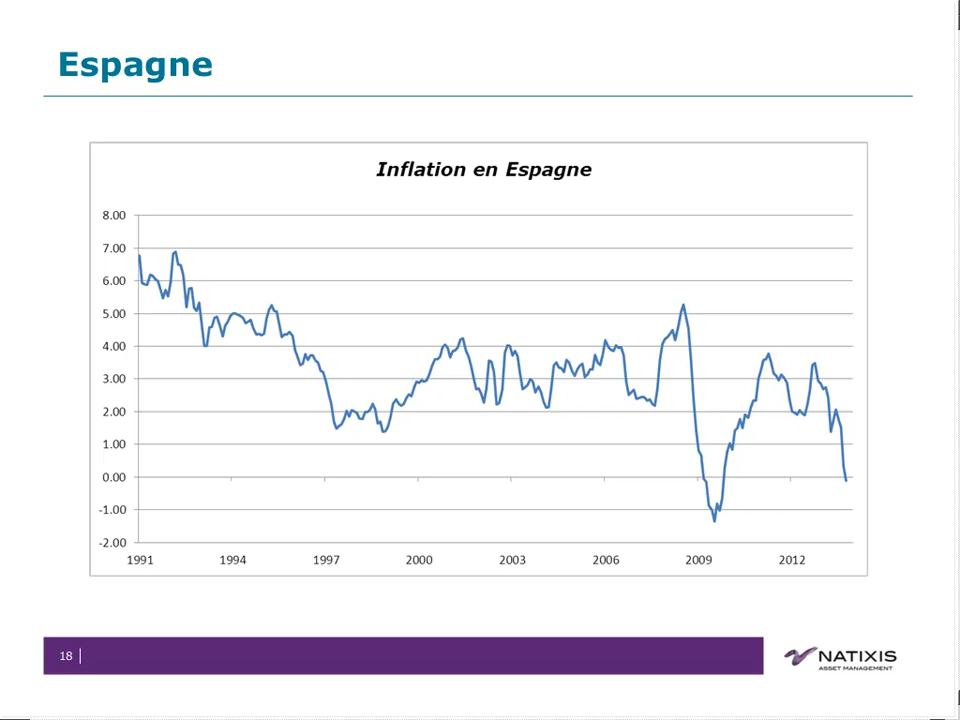 Espagne
Inflation en Espagne
8.00
7.00
6.00
5.00
4.00
3.00
2.00
1.00
0.00
-1.00
-2.00
1991 1994 1997 2000 2003 2006 2009 2012
18
NATIXIS
ASSET MANAGEMENT